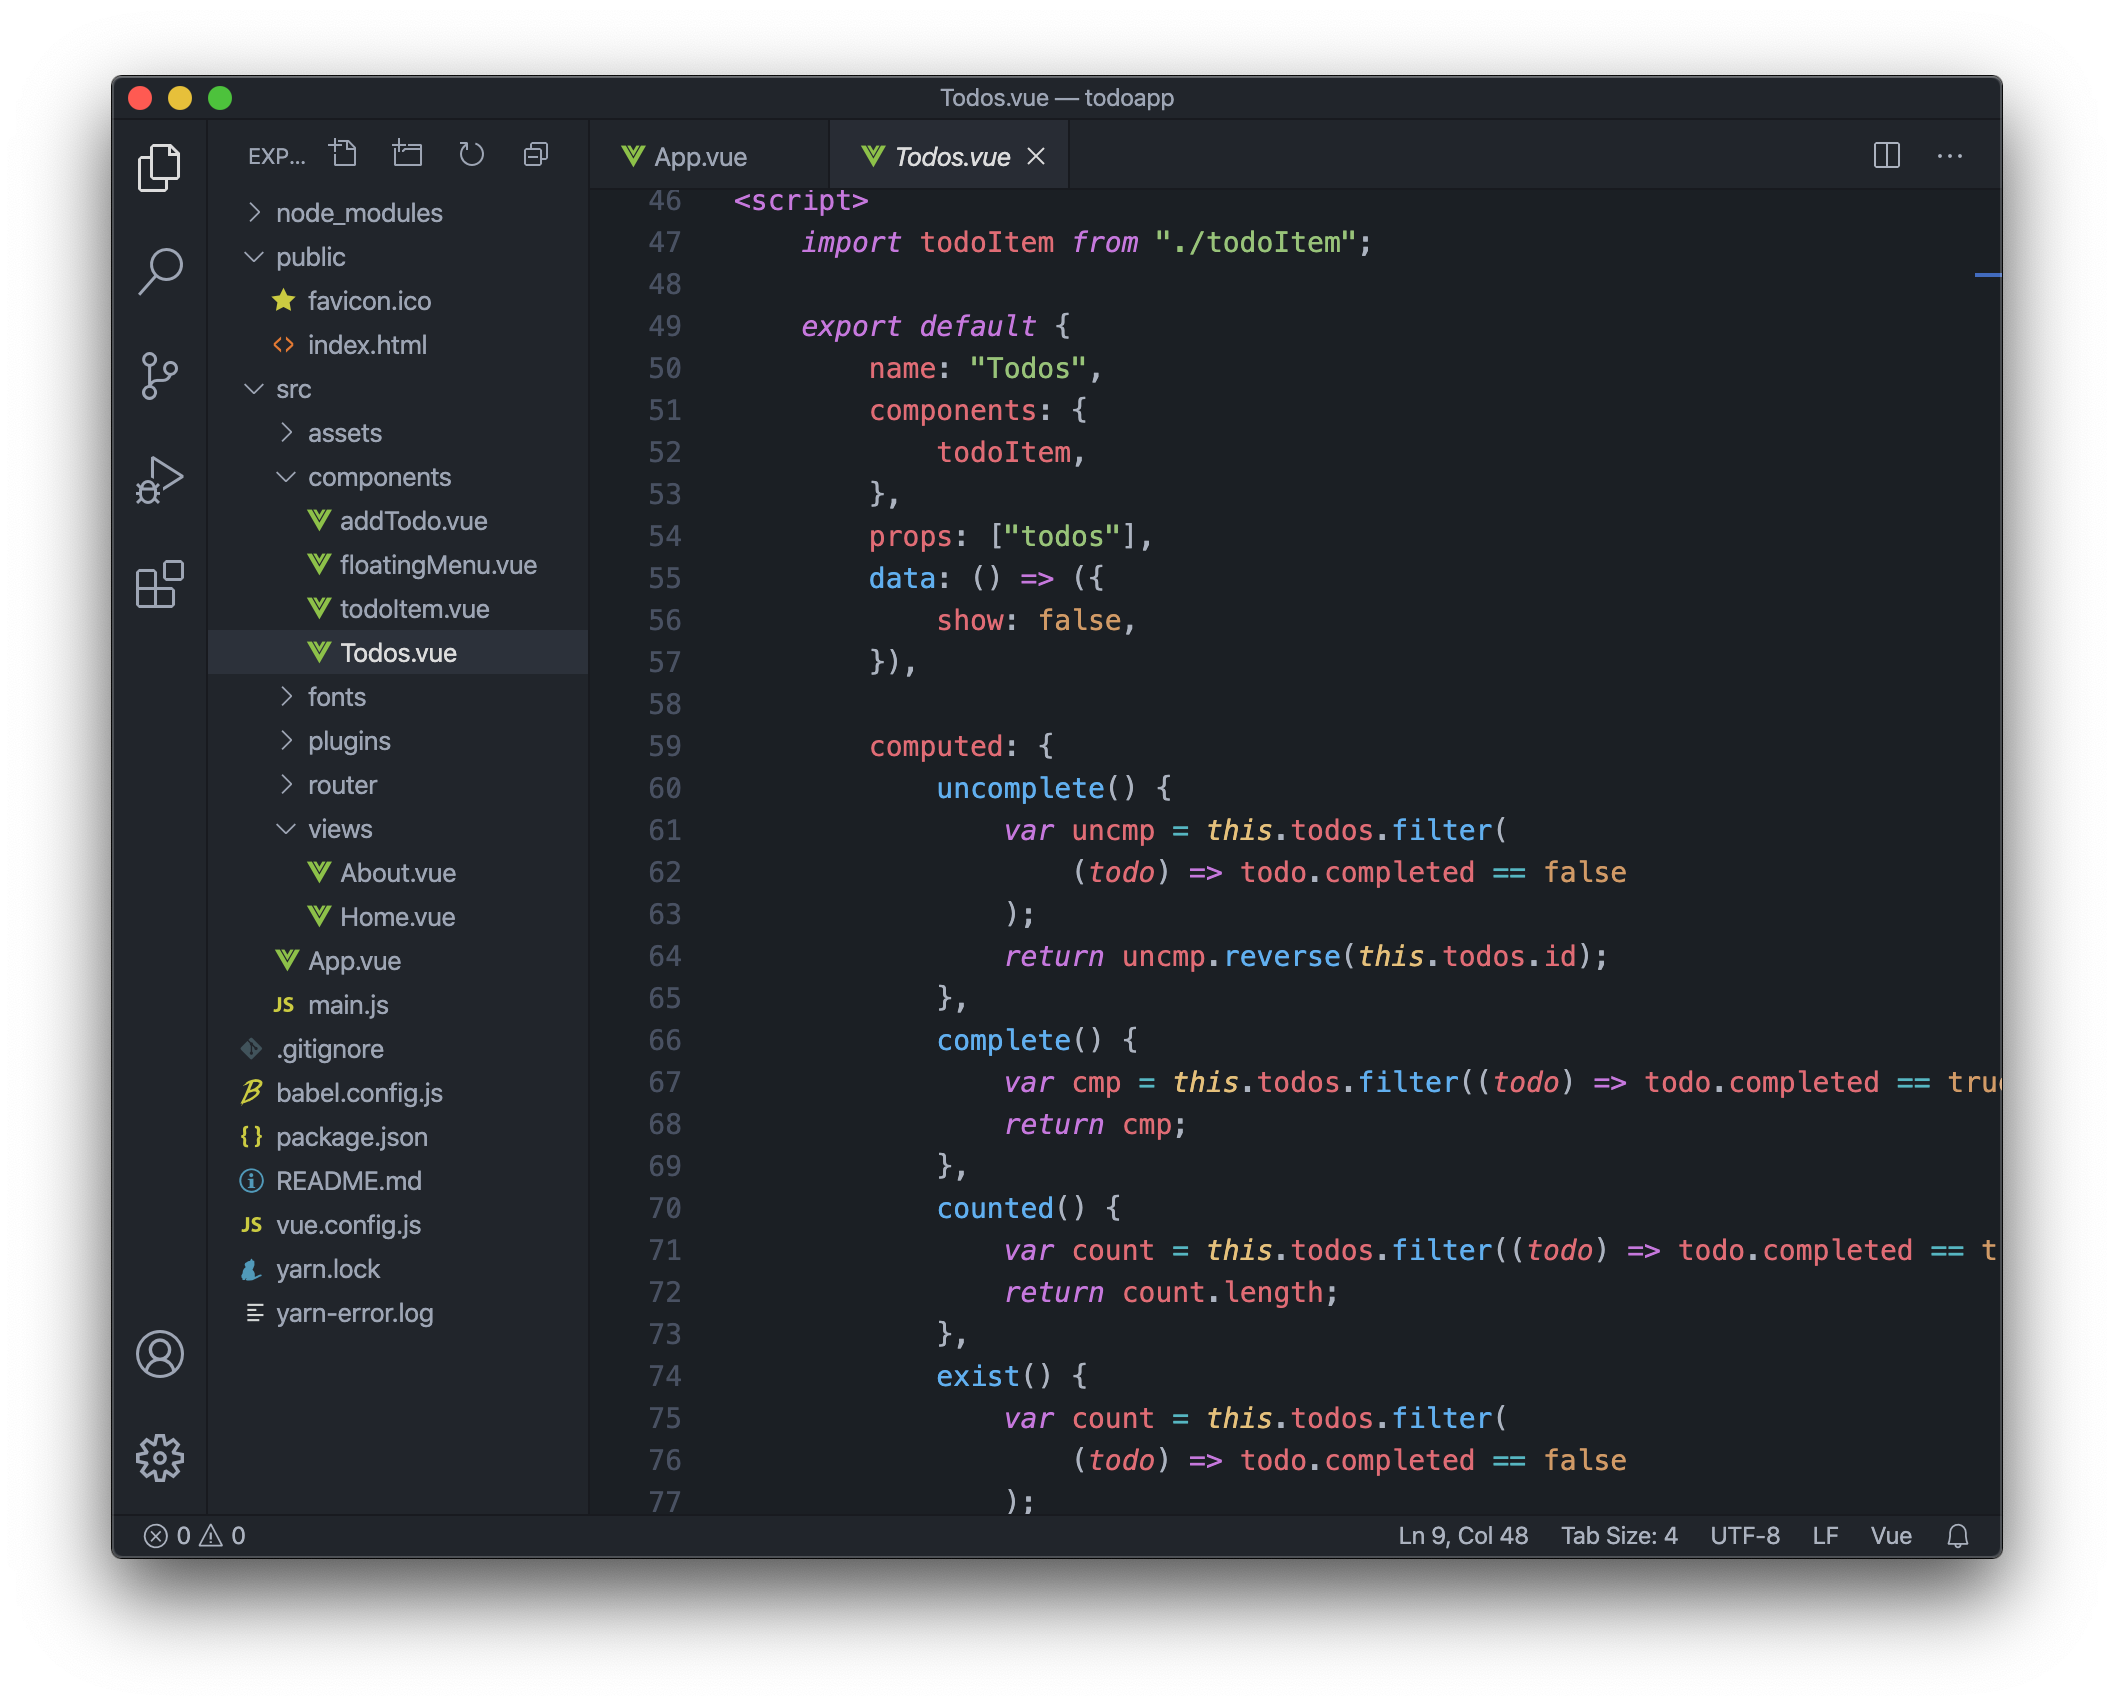 Todos.vue — todoapp
EXP...
node_modules
public
favicon.ico
index.html
src
assets
components
addTodo.vue
floatingMenu.vue
todoItem.vue
Todos.vue
fonts
plugins
router
views
About.vue
Home.vue
App.vue
JS main.js
.gitignore
babel.config.js
{} package.json
README.md
JS vue.config.js
yarn.lock
yarn-error.log
App.vue
Todos.vue
46 <script>
47 import todoItem from "./todoItem";
48
49 export default {
50 name: "Todos",
51 components: {
52 todoItem,
53 },
54 props: ["todos"],
55 data: () => ({
56 show: false,
57 }),
58
59 computed: {
60 uncomplete() {
61 var uncmp = this.todos.filter(
62 (todo) => todo.completed == false
63 );
64 return uncmp.reverse(this.todos.id);
65 },
66 complete() {
67 var cmp = this.todos.filter((todo) => todo.completed == true
68 return cmp;
69 },
70 counted() {
71 var count = this.todos.filter((todo) => todo.completed == t
72 return count.length;
73 },
74 exist() {
75 var count = this.todos.filter(
76 (todo) => todo.completed == false
77 );
0 0
Ln 9, Col 48 Tab Size: 4 UTF-8 LF Vue